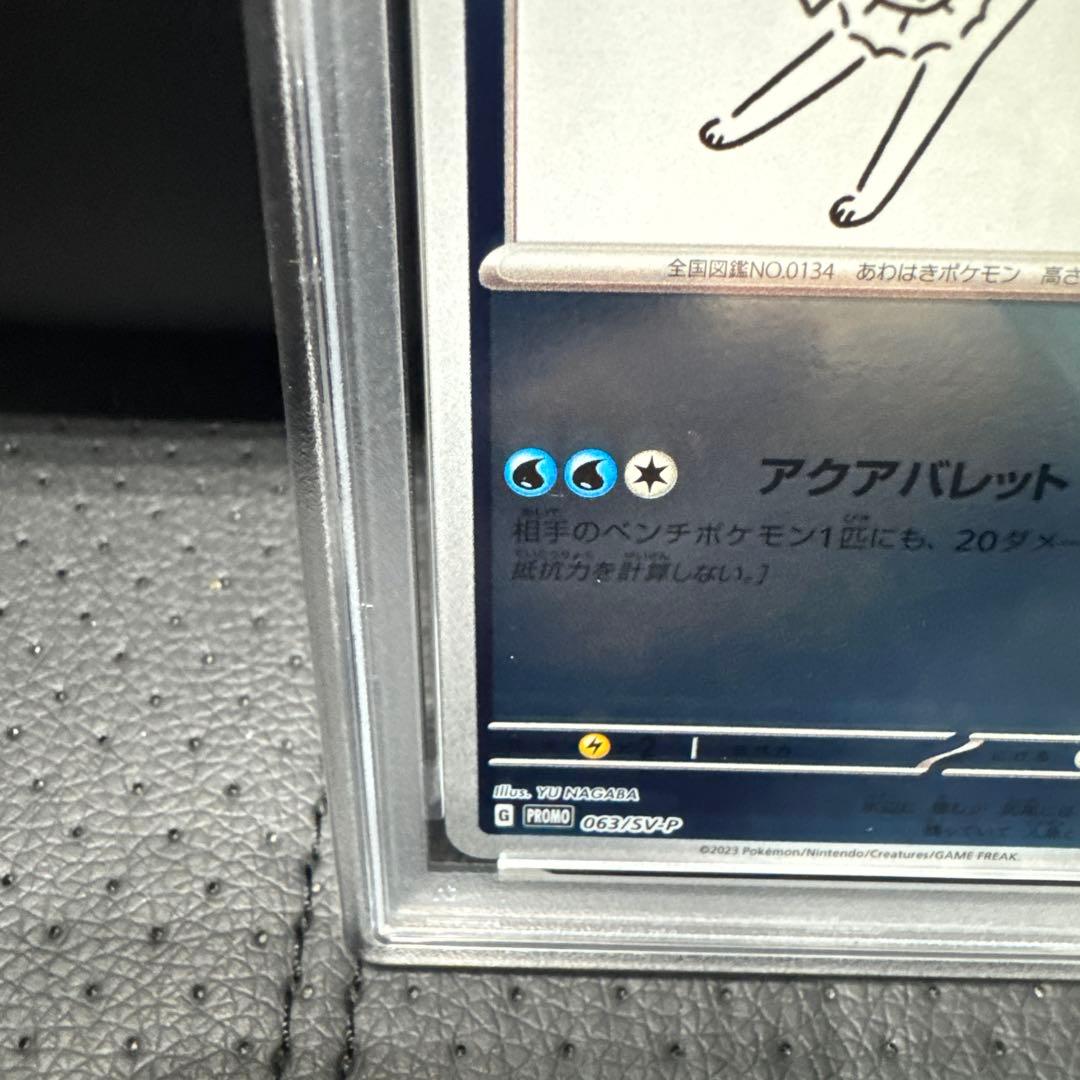 全国図鑑NO.0134 あわはきポケモン 高さ
アクアバレット
相手のベンチポケモン1匹にも、20ダメー
抵抗力を計算しない。]
×2
Illus. YU NAGABA
G PROMO 063/SV-P
©2023 Pokémon/Nintendo/Creatures/GAME FREAK.